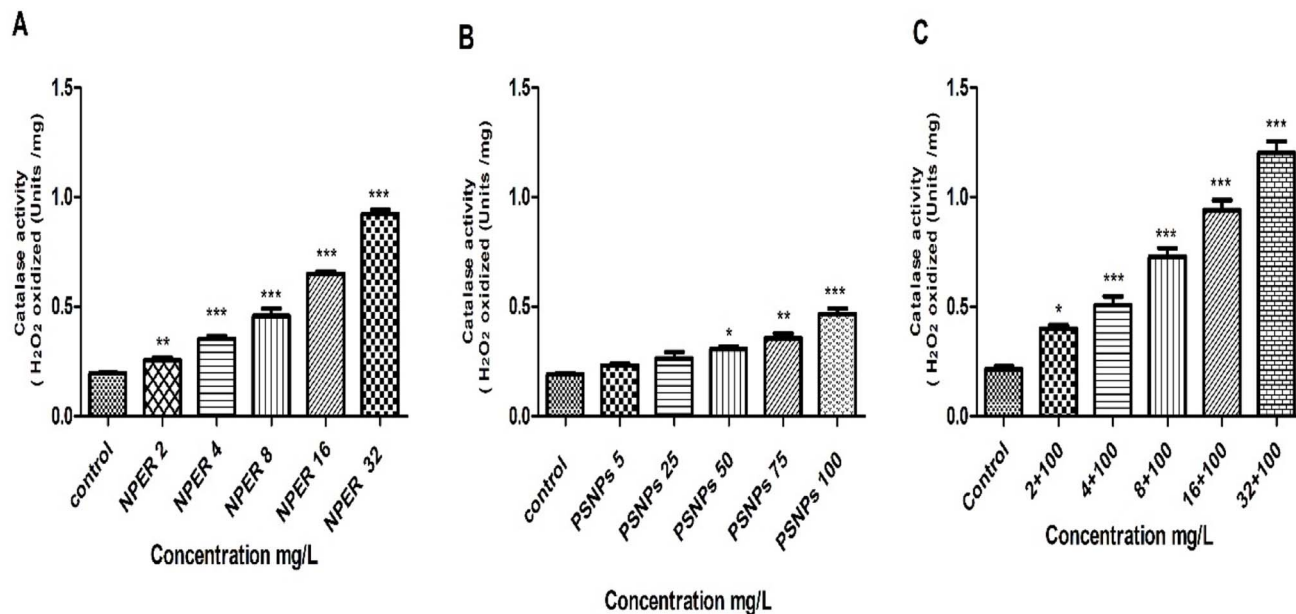 A
Catalase activity
( H₂O₂ oxidized (Units /mg)
1.5
1.0
0.5
0.0
**
***
***
***
***
control
NPER 2
NPER 4
NPER 8
NPER 16
NPER 32
Concentration mg/L
B
Catalase activity
( H₂O₂ oxidized (Units /mg)
1.5
1.0
0.5
0.0
*
**
***
control
PSNPs 5
PSNPs 25
PSNPs 50
PSNPs 75
PSNPs 100
Concentration mg/L
C
Catalase activity
( H₂O₂ oxidized (Units /mg)
1.5
1.0
0.5
0.0
*
***
***
***
***
Control
2+100
4+100
8+100
16+100
32+100
Concentration mg/L